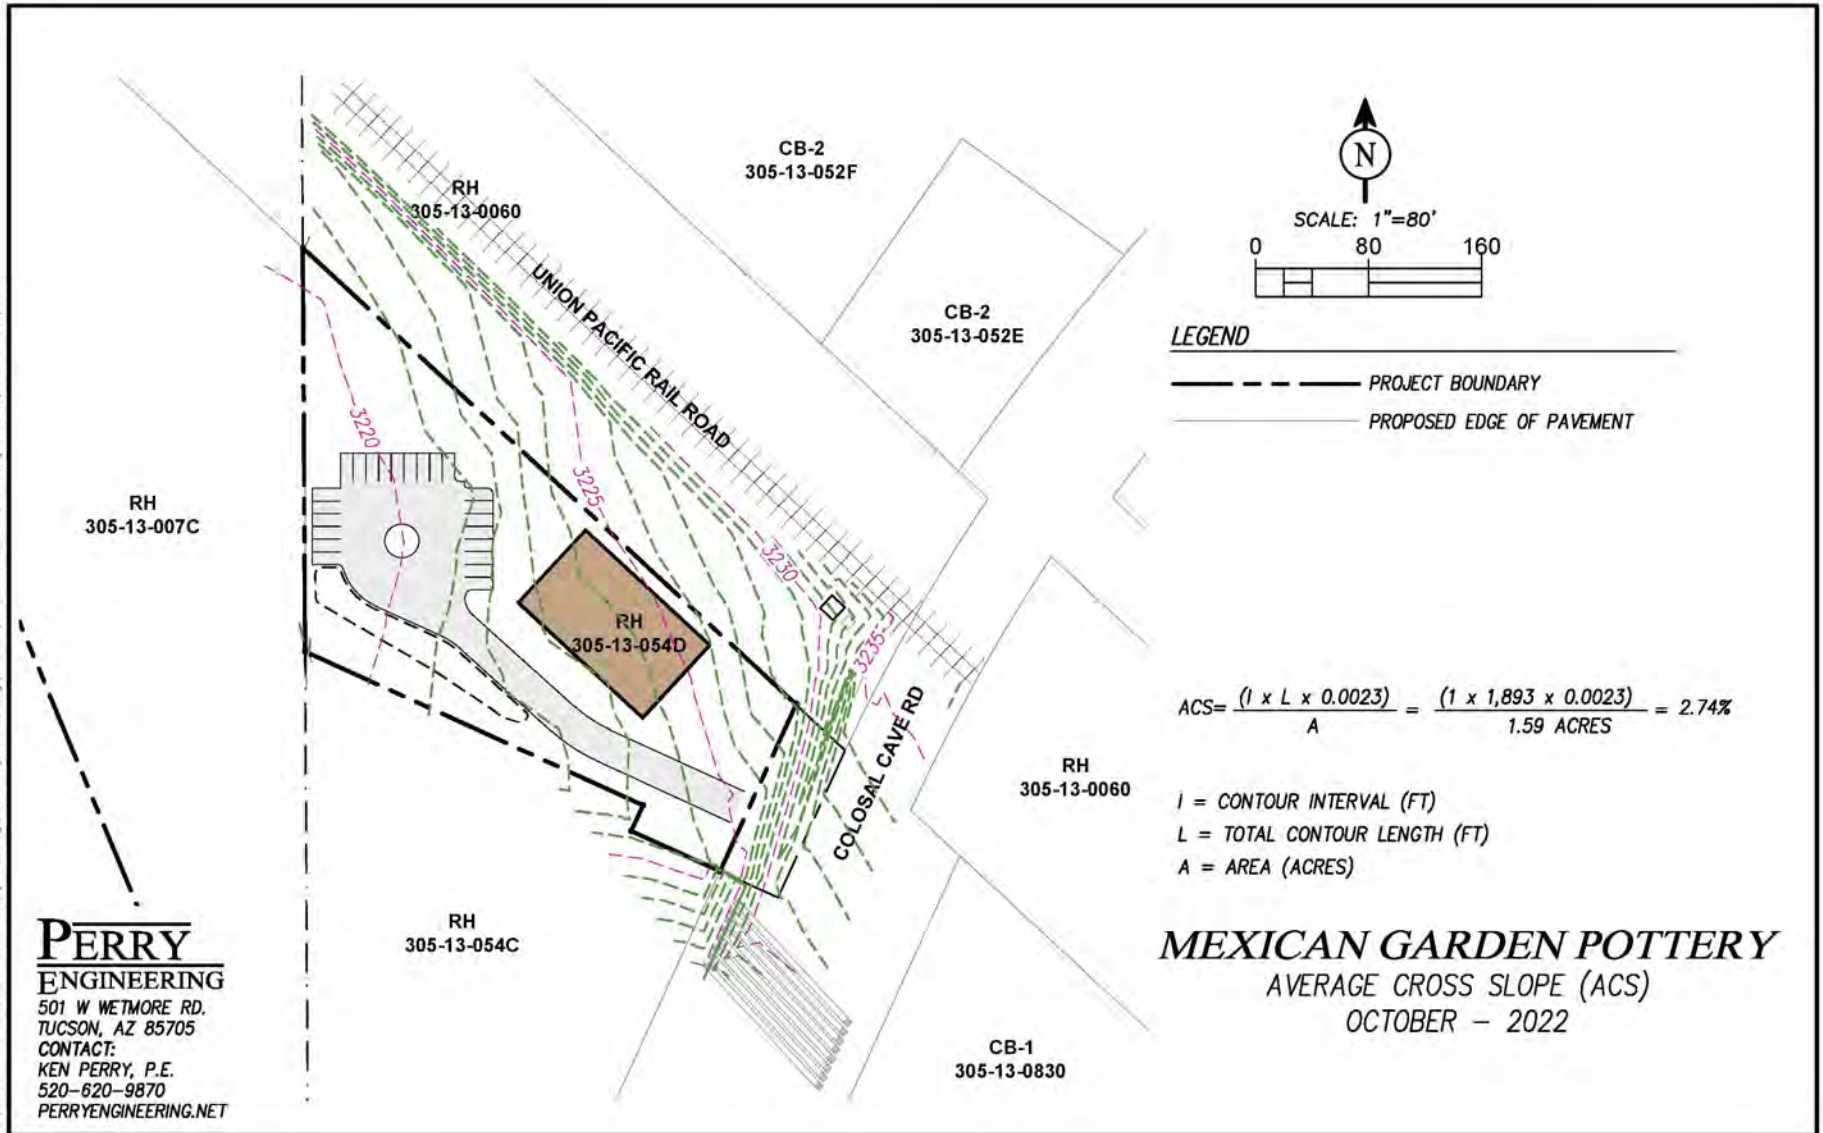 CB-2
305-13-052F
RH
305-13-0060
UNION PACIFIC RAIL ROAD
CB-2
305-13-052E
3220
3225
3230
3235
RH
305-13-007C
RH
305-13-054D
COLOSAL CAVE RD
RH
305-13-0060
RH
305-13-054C
CB-1
305-13-0830
N
SCALE: 1"=80'
0 80 160
LEGEND
PROJECT BOUNDARY
PROPOSED EDGE OF PAVEMENT
ACS= (I x L x 0.0023) / A = (1 x 1,893 x 0.0023) / 1.59 ACRES = 2.74%
I = CONTOUR INTERVAL (FT)
L = TOTAL CONTOUR LENGTH (FT)
A = AREA (ACRES)
MEXICAN GARDEN POTTERY
AVERAGE CROSS SLOPE (ACS)
OCTOBER - 2022
PERRY
ENGINEERING
501 W WETMORE RD.
TUCSON, AZ 85705
CONTACT:
KEN PERRY, P.E.
520-620-9870
PERRYENGINEERING.NET